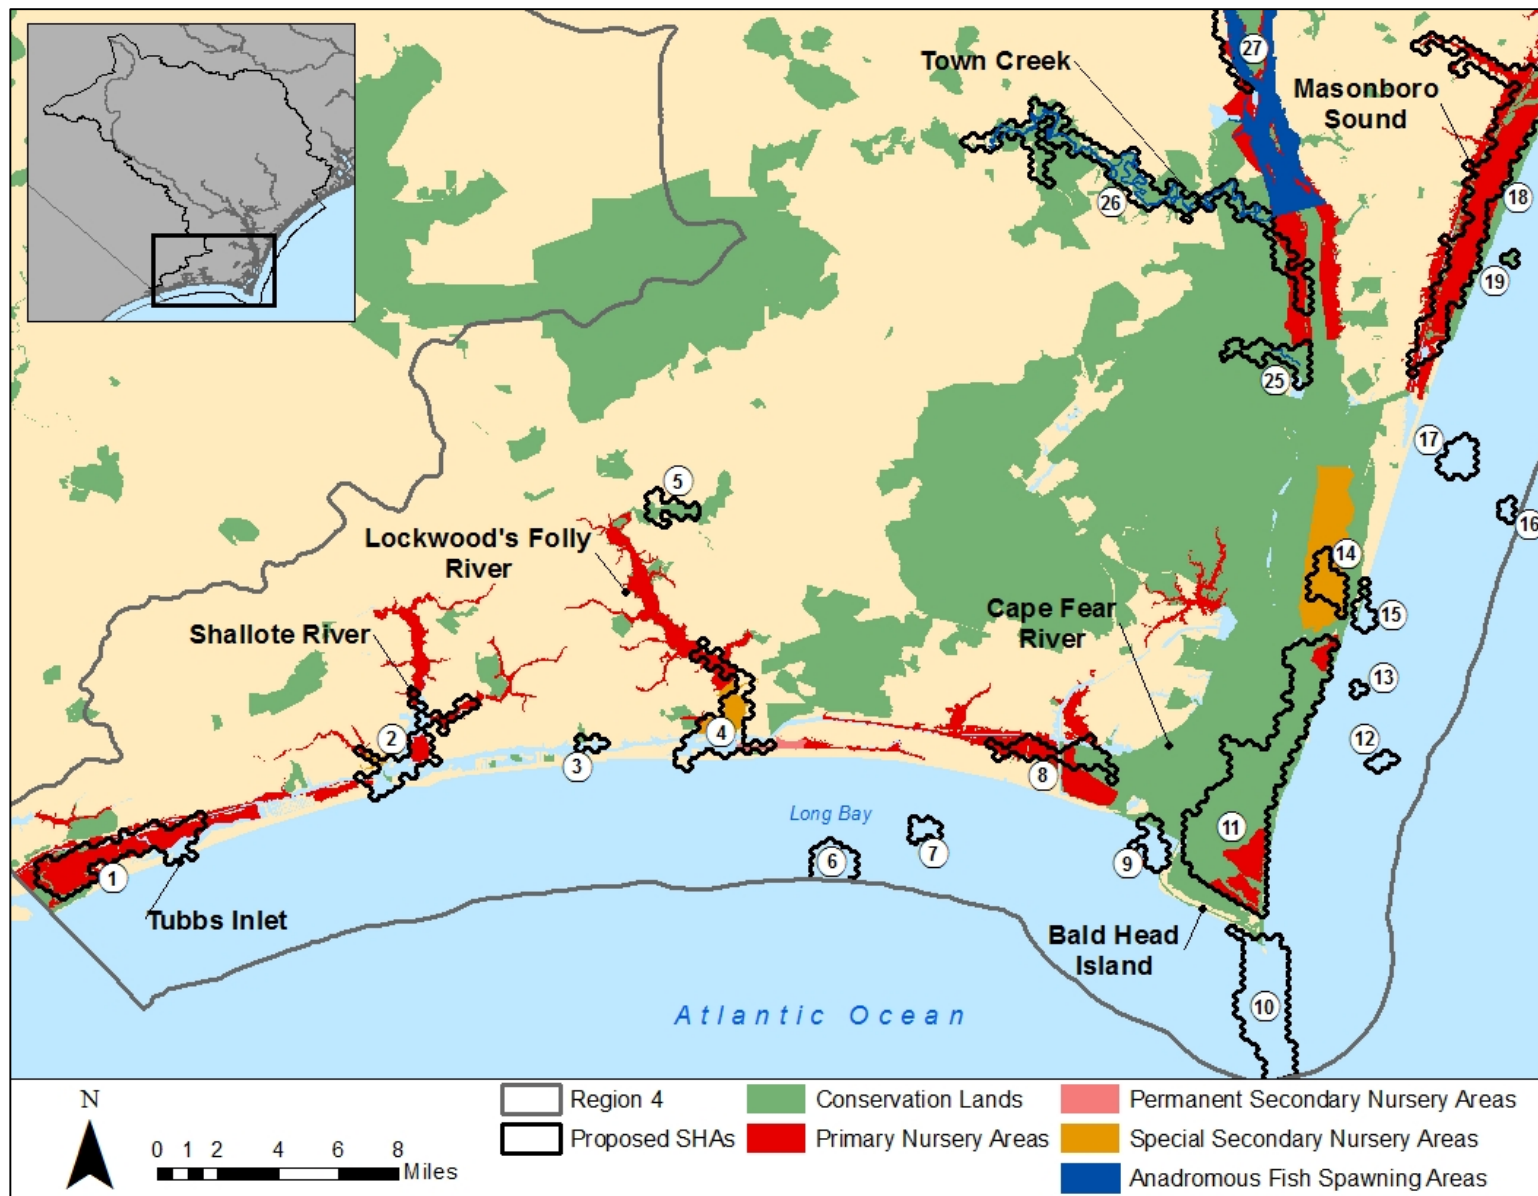 27
Town Creek
Masonboro
Sound
26
18
19
25
17
5
16
Lockwood's Folly
River
14
Cape Fear
River
15
Shallote River
13
2
4
12
3
8
Long Bay
11
6
7
9
1
Tubbs Inlet
Bald Head
Island
10
Atlantic Ocean
N
0 1 2 4 6 8
Miles
Region 4
Proposed SHAs
Conservation Lands
Primary Nursery Areas
Permanent Secondary Nursery Areas
Special Secondary Nursery Areas
Anadromous Fish Spawning Areas